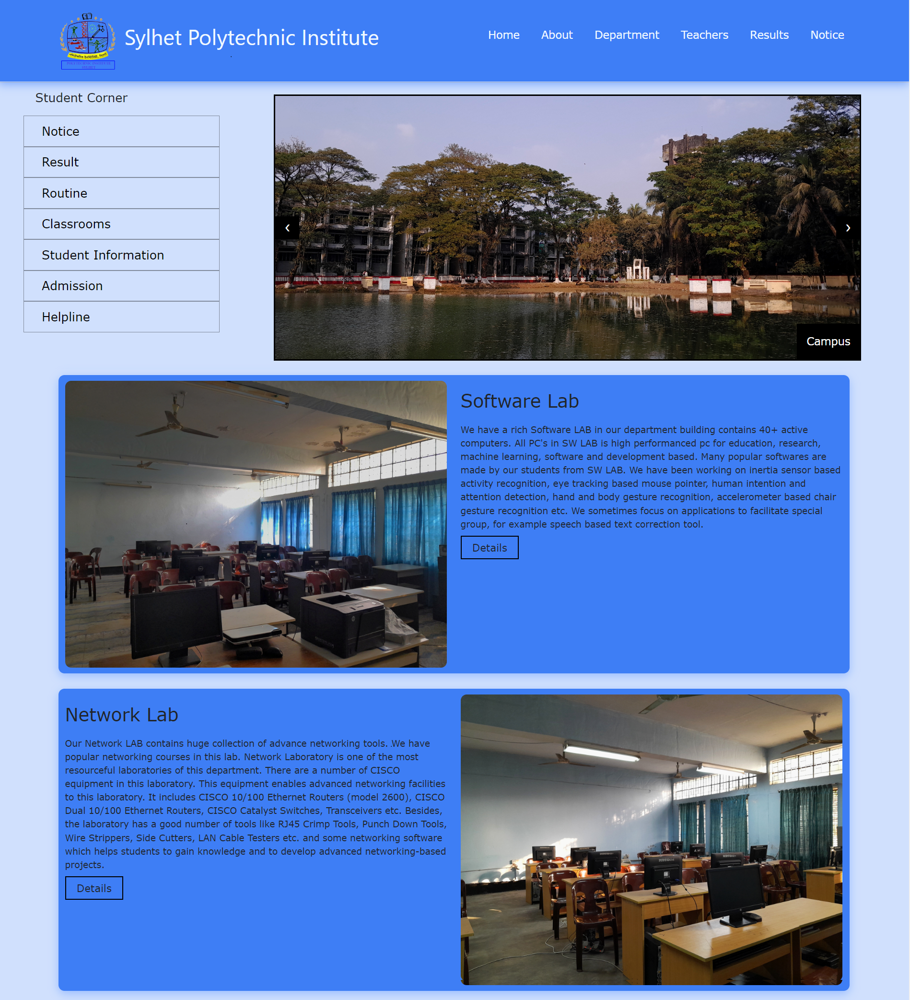 পলিটেকনিক ইনস্টিটিউট, সিলেট
POLYTECHNIC INSTITUTE
SYLHET
Sylhet Polytechnic Institute
Home
About
Department
Teachers
Results
Notice
Student Corner
Notice
Result
Routine
Classrooms
Student Information
Admission
Helpline
❮
❯
Campus
Software Lab
We have a rich Software LAB in our department building contains 40+ active
computers. All PC's in SW LAB is high performanced pc for education, research,
machine learning, software and development based. Many popular softwares are
made by our students from SW LAB. We have been working on inertia sensor based
activity recognition, eye tracking based mouse pointer, human intention and
attention detection, hand and body gesture recognition, accelerometer based chair
gesture recognition etc. We sometimes focus on applications to facilitate special
group, for example speech based text correction tool.
Details
Network Lab
Our Network LAB contains huge collection of advance networking tools. We have
popular networking courses in this lab. Network Laboratory is one of the most
resourceful laboratories of this department. There are a number of CISCO
equipment in this laboratory. This equipment enables advanced networking facilities
to this laboratory. It includes CISCO 10/100 Ethernet Routers (model 2600), CISCO
Dual 10/100 Ethernet Routers, CISCO Catalyst Switches, Transceivers etc. Besides,
the laboratory has a good number of tools like RJ45 Crimp Tools, Punch Down Tools,
Wire Strippers, Side Cutters, LAN Cable Testers etc. and some networking software
which helps students to gain knowledge and to develop advanced networking-based
projects.
Details